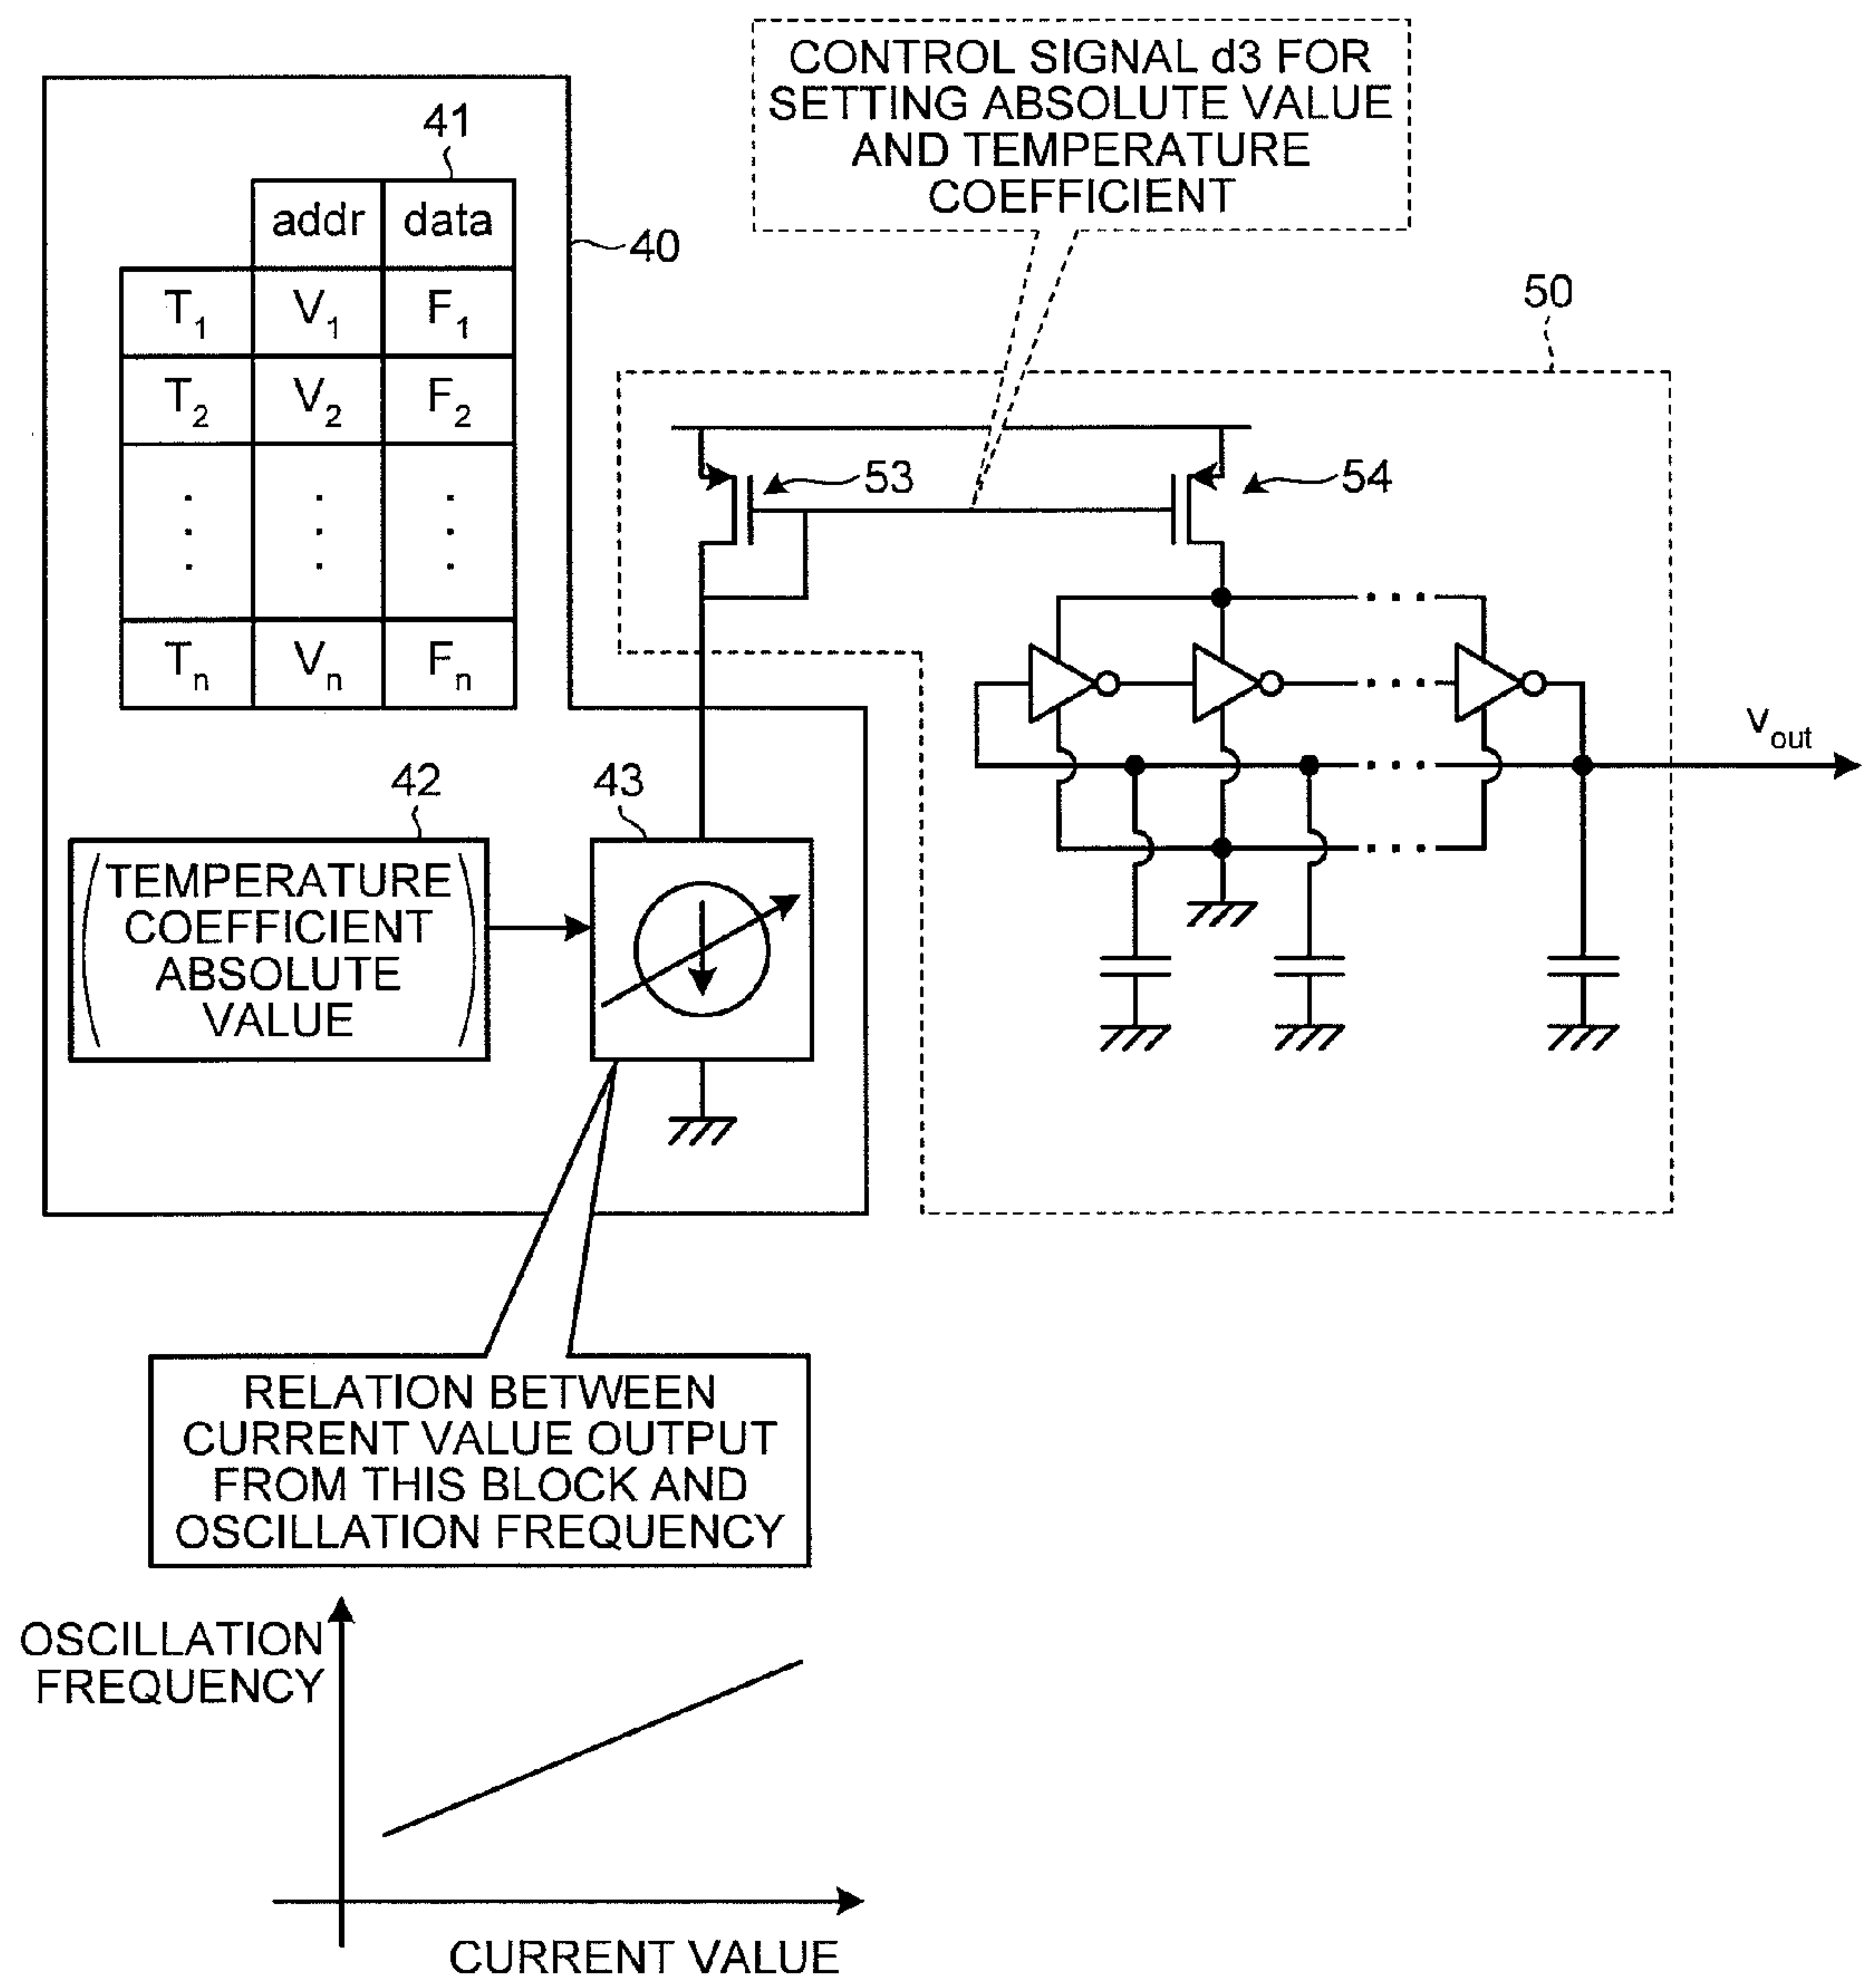 CONTROL SIGNAL d3 FOR
SETTING ABSOLUTE VALUE
AND TEMPERATURE
COEFFICIENT
41
addr data
40
T1 V1 F1
T2 V2 F2
Tn Vn Fn
50
53
54
Vout
42
43
TEMPERATURE
COEFFICIENT
ABSOLUTE
VALUE
RELATION BETWEEN
CURRENT VALUE OUTPUT
FROM THIS BLOCK AND
OSCILLATION FREQUENCY
OSCILLATION
FREQUENCY
CURRENT VALUE